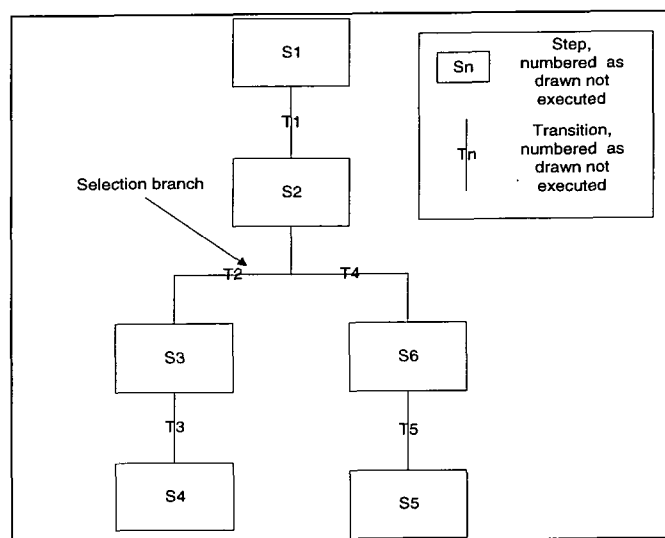 S1
T1
S2
Selection branch
T2
T4
S3
S6
T3
T5
S4
S5
Sn
Step,
numbered as
drawn not
executed
Tn
Transition,
numbered as
drawn not
executed